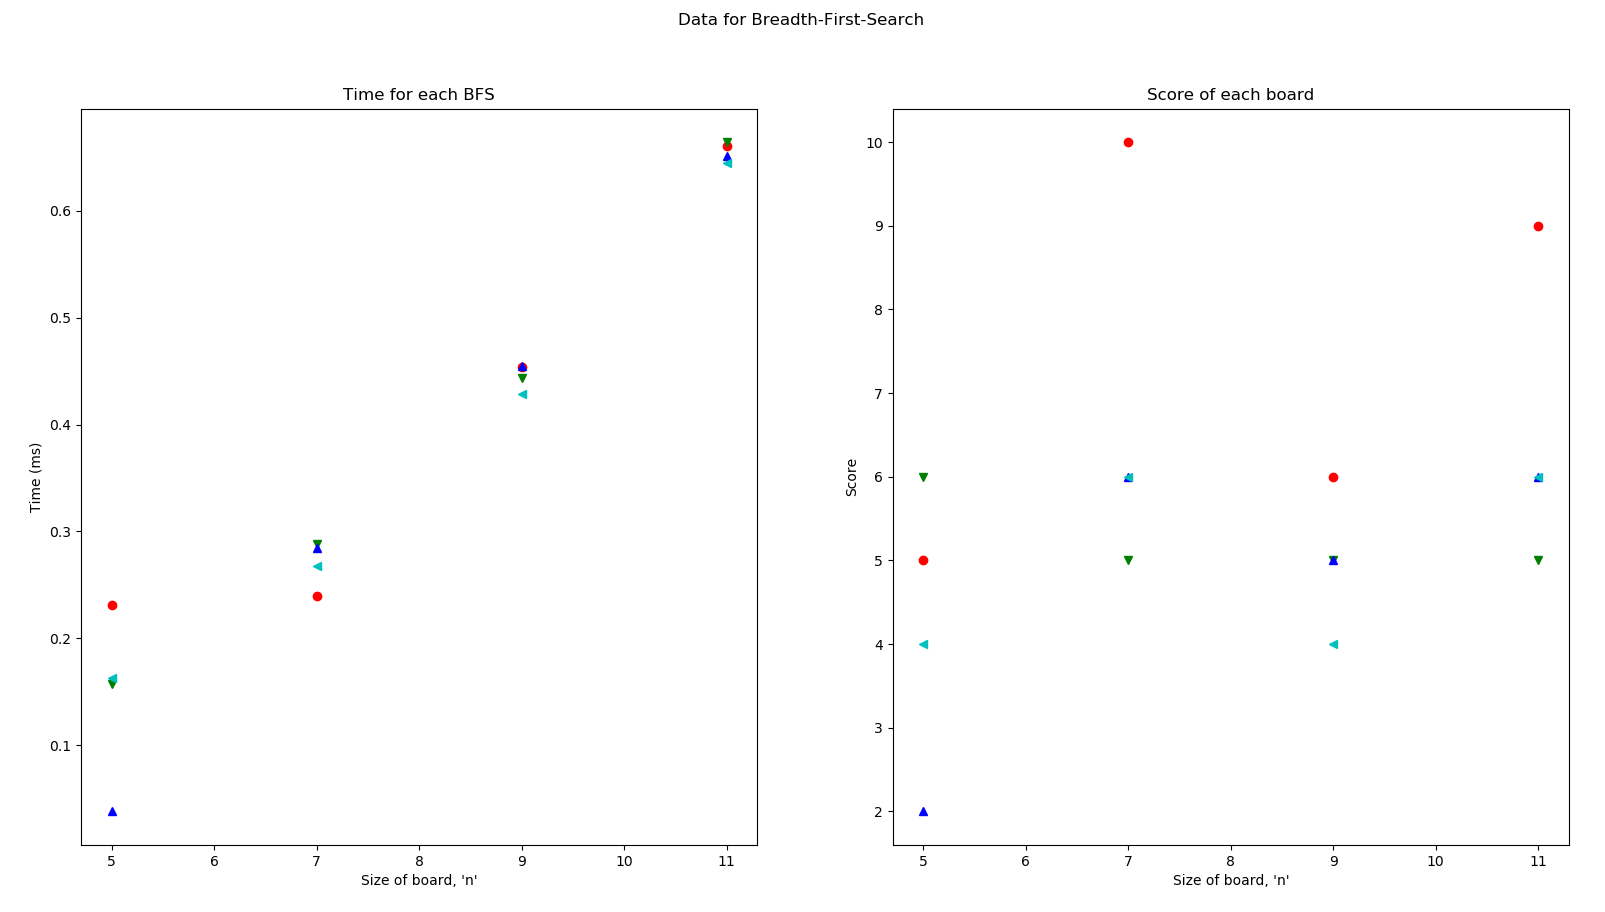 Data for Breadth-First-Search
Time for each BFS
0.6
0.5
0.4
0.3
0.2
0.1
Time (ms)
5 6 7 8 9 10 11
Size of board, 'n'
Score of each board
10
9
8
7
6
5
4
3
2
Score
5 6 7 8 9 10 11
Size of board, 'n'